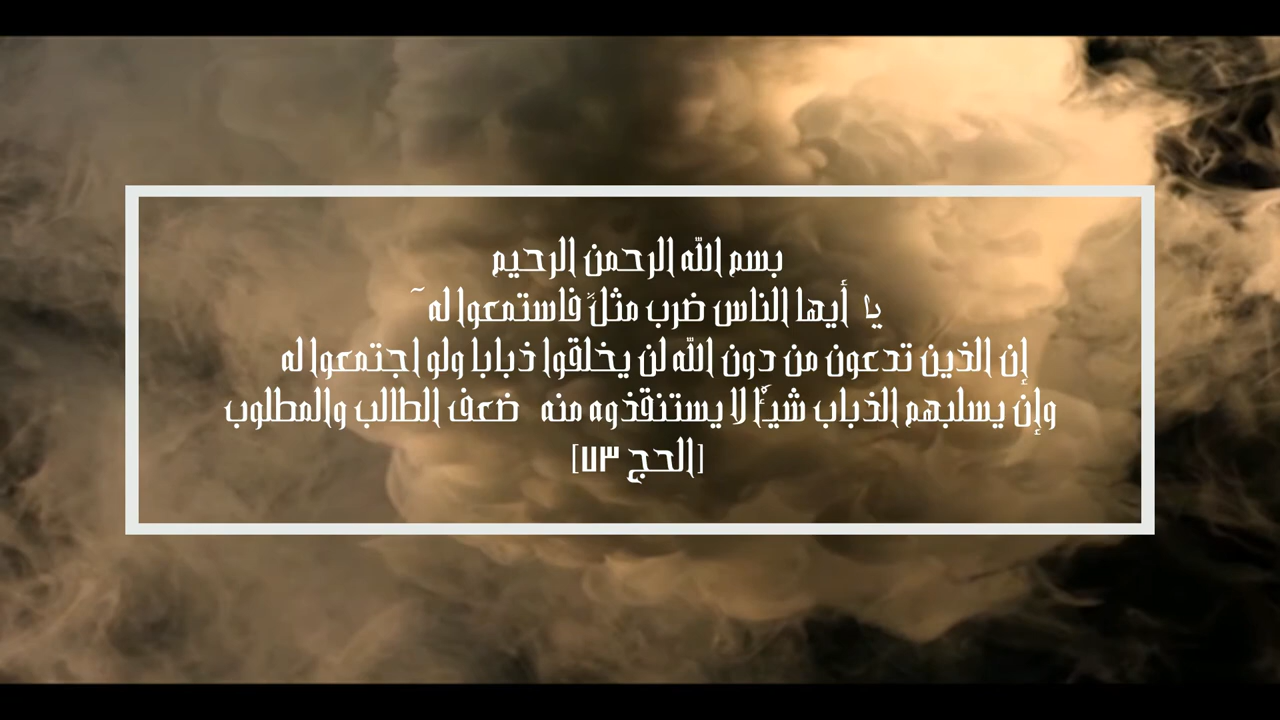 بسم الله الرحمن الرحيم
يا أيها الناس ضرب مثلٌ فاستمعوا له ~
إن الذين تدعون من دون الله لن يخلقوا ذبابا ولو اجتمعوا له
وإن يسلبهم الذباب شيـًٔا لا يستنقذوه منه ضعف الطالب والمطلوب
[الحج ٧٣]